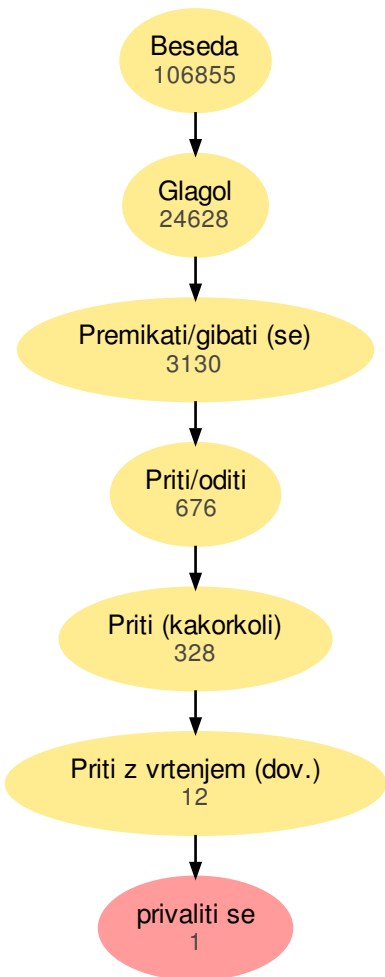 Beseda
106855
Glagol
24628
Premikati/gibati (se)
3130
Priti/oditi
676
Priti (kakorkoli)
328
Priti z vrtenjem (dov.)
12
privaliti se
1